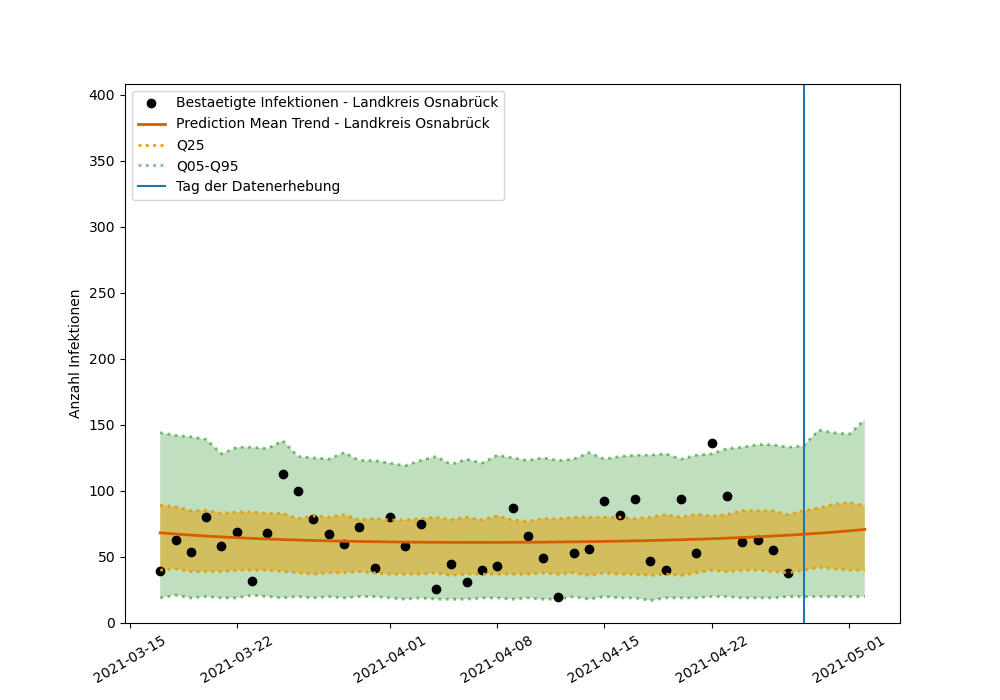 Bestaetigte Infektionen - Landkreis Osnabrück
Prediction Mean Trend - Landkreis Osnabrück
Q25
Q05-Q95
Tag der Datenerhebung
Anzahl Infektionen
400
350
300
250
200
150
100
50
0
2021-03-15
2021-03-22
2021-04-01
2021-04-08
2021-04-15
2021-04-22
2021-05-01